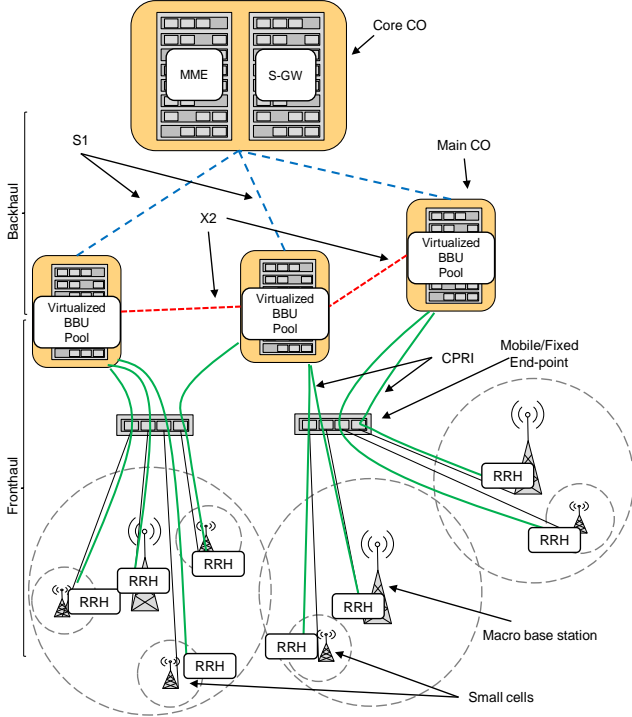 Core CO
MME
S-GW
S1
Main CO
Backhaul
X2
Virtualized
BBU
Pool
Virtualized
BBU
Pool
Virtualized
BBU
Pool
Mobile/Fixed
End-point
CPRI
Fronthaul
RRH
RRH
RRH
RRH
RRH
RRH
RRH
RRH
Macro base station
Small cells